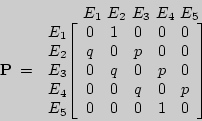 E₁ E₂ E₃ E₄ E₅
E₁ 0 1 0 0 0
E₂ q 0 p 0 0
P = E₃ 0 q 0 p 0
E₄ 0 0 q 0 p
E₅ 0 0 0 1 0